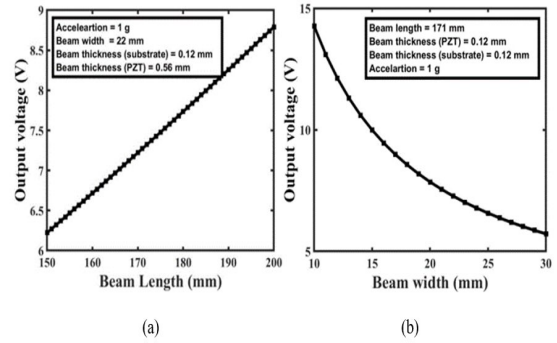 9
8.5
8
7.5
7
6.5
6
Output voltage (V)
Acceleartion = 1 g
Beam width = 22 mm
Beam thickness (substrate) = 0.12 mm
Beam thickness (PZT) = 0.56 mm
150 160 170 180 190 200
Beam Length (mm)
(a)
15
10
5
Output voltage (V)
Beam length = 171 mm
Beam thickness (PZT) = 0.12 mm
Beam thickness (substrate) = 0.12 mm
Accelartion = 1 g
10 15 20 25 30
Beam width (mm)
(b)